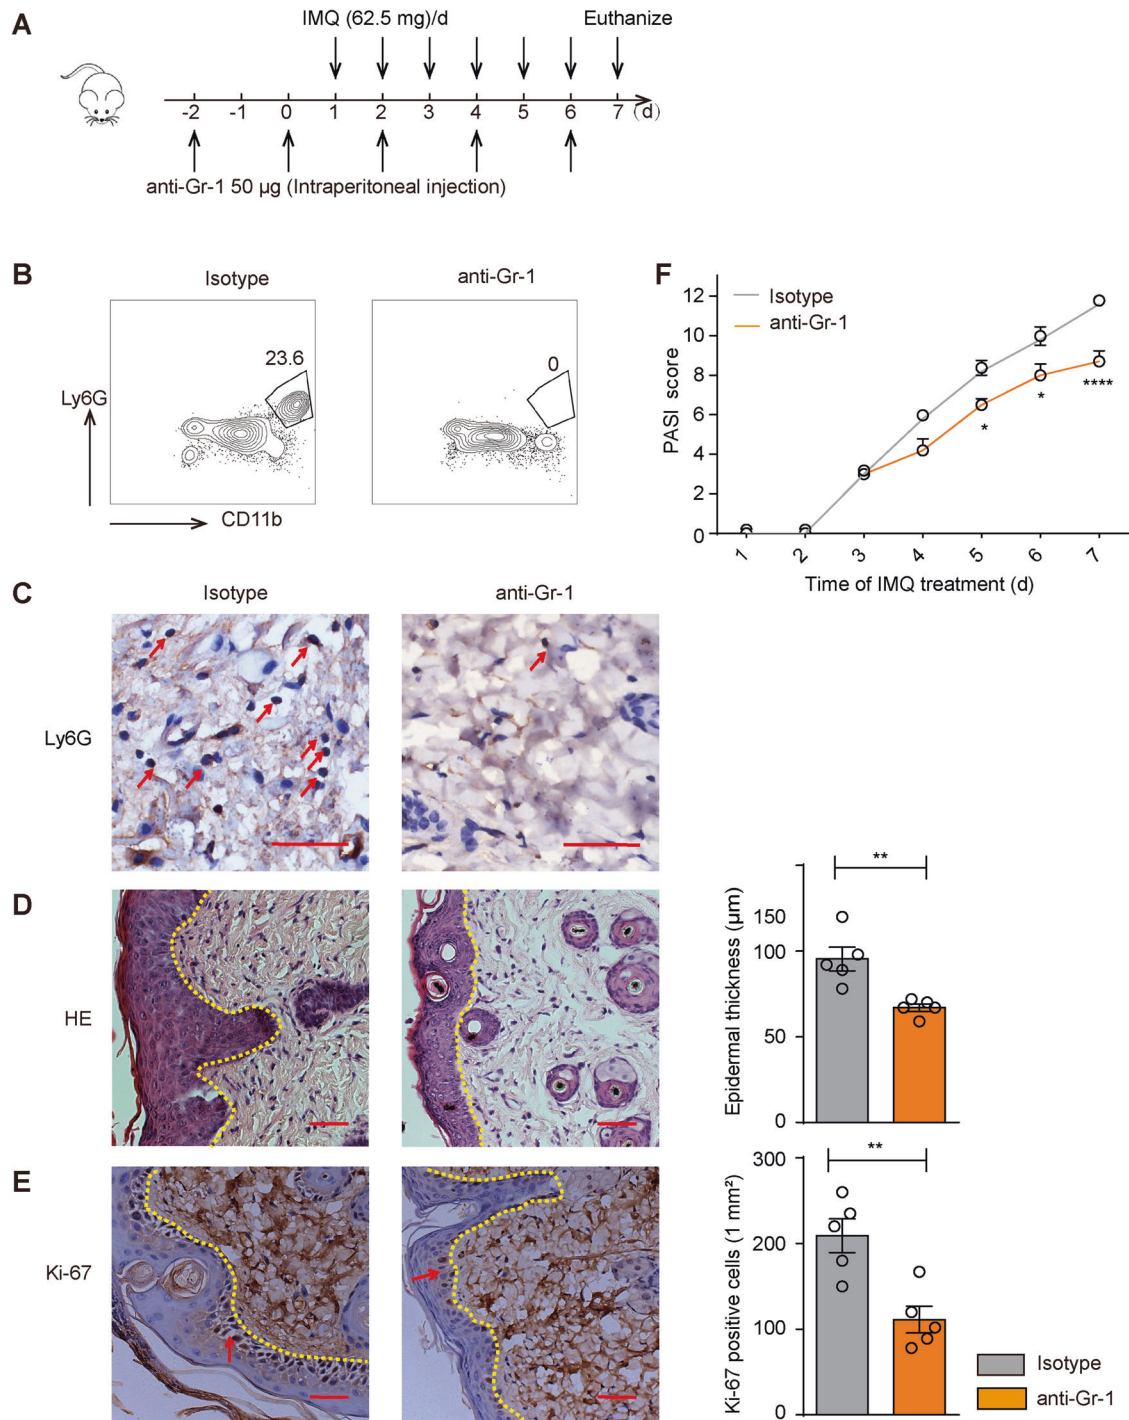 A
IMQ (62.5 mg)/d
Euthanize
-2 -1 0 1 2 3 4 5 6 7 (d)
anti-Gr-1 50 µg (Intraperitoneal injection)
B
Isotype
anti-Gr-1
23.6
0
Ly6G
CD11b
F
Isotype
anti-Gr-1
PASI score
12
10
8
6
4
2
0
* * ****
1 2 3 4 5 6 7
Time of IMQ treatment (d)
C
Isotype
anti-Gr-1
Ly6G
D
HE
**
Epidermal thickness (µm)
150
100
50
0
E
Ki-67
**
Ki-67 positive cells (1 mm²)
300
200
100
0
Isotype
anti-Gr-1